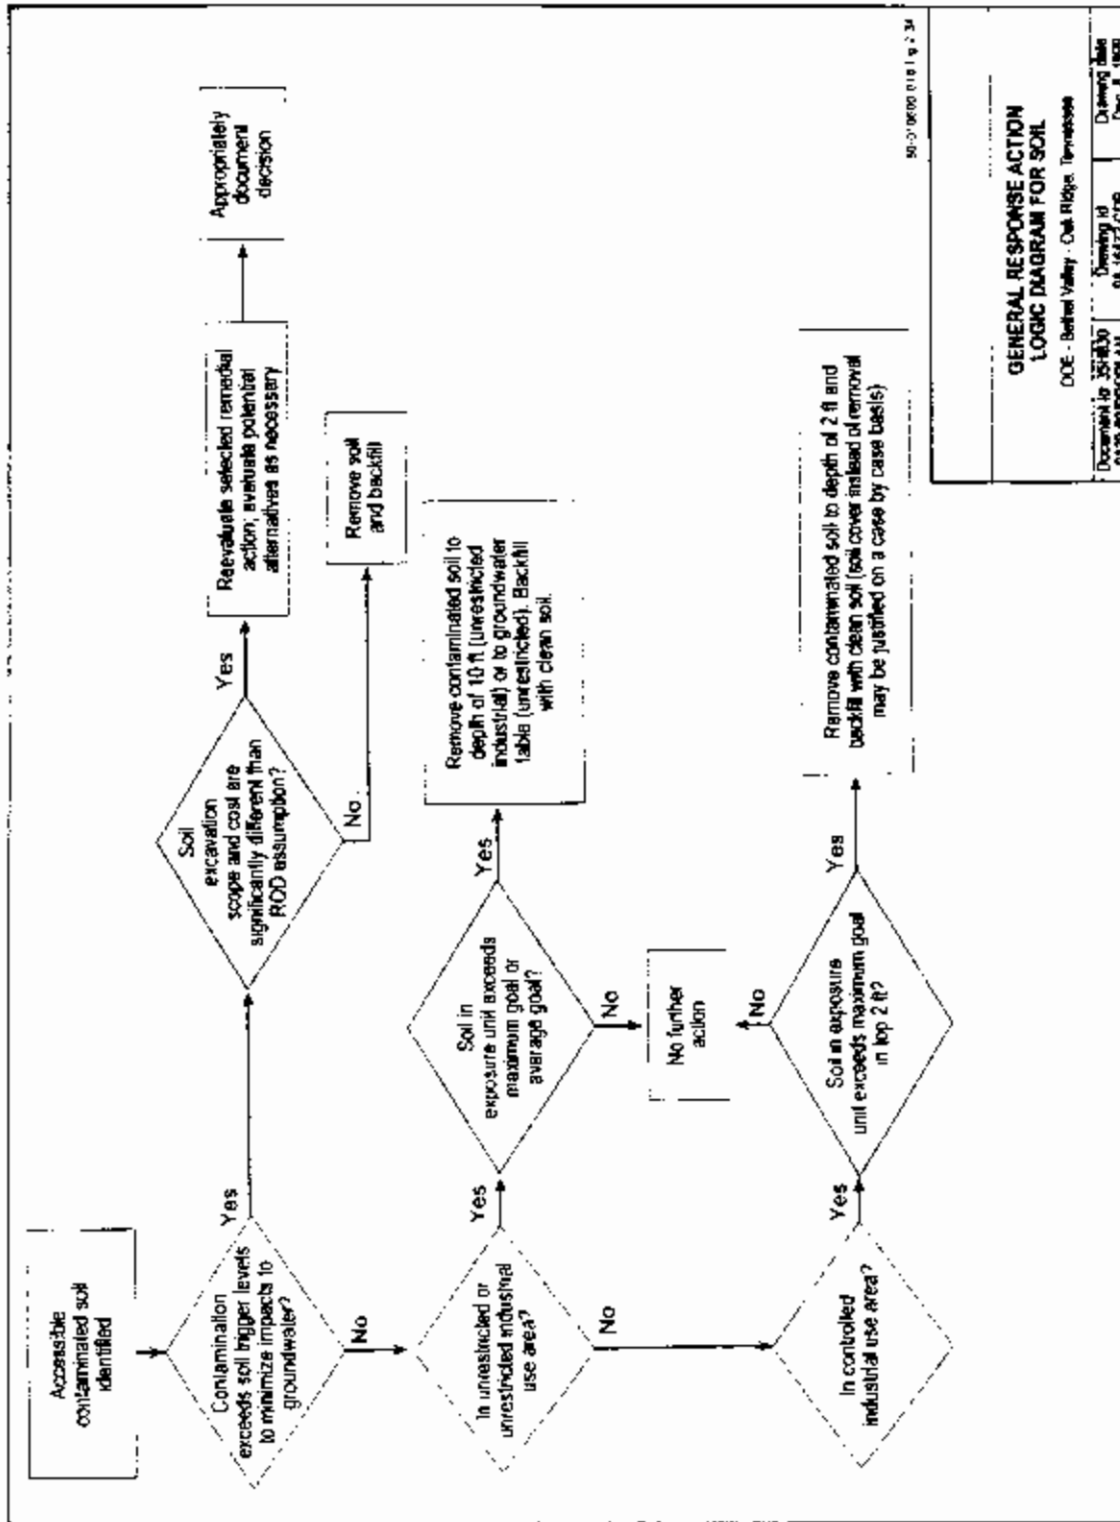 Accessible
contaminated soil
identified
Contamination
exceeds soil trigger levels
to minimize impacts to
groundwater?
Yes
No
Soil
excavation
scope and cost are
significantly different than
ROD assumption?
Yes
No
Reevaluate selected remedial
action; evaluate potential
alternatives as necessary
Appropriately
document
decision
Remove soil
and backfill
In unrestricted or
unrestricted industrial
use area?
Yes
No
Soil in
exposure unit exceeds
maximum goal or
average goal?
Yes
No
Remove contaminated soil to
depth of 10 ft (unrestricted
industrial) or to groundwater
table (unrestricted). Backfill
with clean soil.
No further
action
In controlled
industrial use area?
Yes
Soil in exposure
unit exceeds maximum goal
in top 2 ft?
Yes
No
Remove contaminated soil to depth of 2 ft and
backfill with clean soil (soil cover instead of removal
may be justified on a case by case basis)
GENERAL RESPONSE ACTION
LOGIC DIAGRAM FOR SOIL
DOE - Bethel Valley - Oak Ridge, Tennessee
Document id
Drawing id
Drawing date